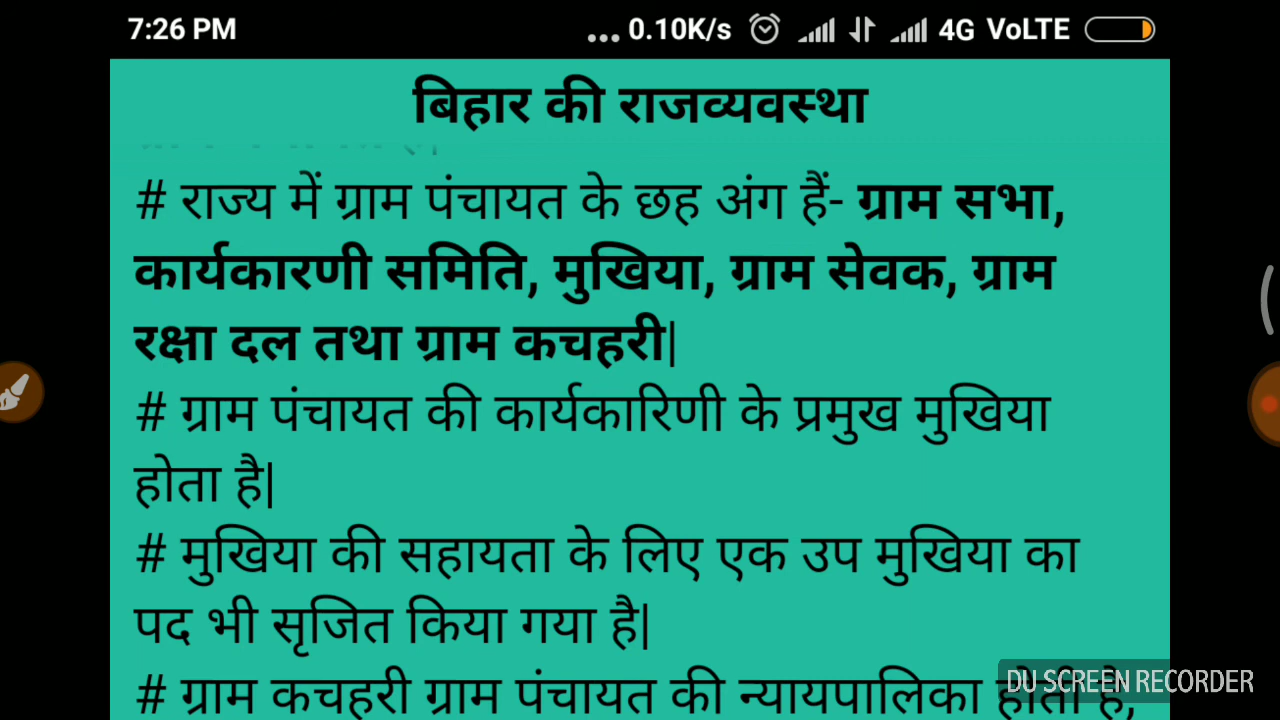 7:26 PM ... 0.10K/s 4G VoLTE
बिहार की राजव्यवस्था
# राज्य में ग्राम पंचायत के छह अंग हैं- ग्राम सभा,
कार्यकारणी समिति, मुखिया, ग्राम सेवक, ग्राम
रक्षा दल तथा ग्राम कचहरी|
# ग्राम पंचायत की कार्यकारिणी के प्रमुख मुखिया
होता है|
# मुखिया की सहायता के लिए एक उप मुखिया का
पद भी सृजित किया गया है|
# ग्राम कचहरी ग्राम पंचायत की न्यायपालिका होती है,
DU SCREEN RECORDER